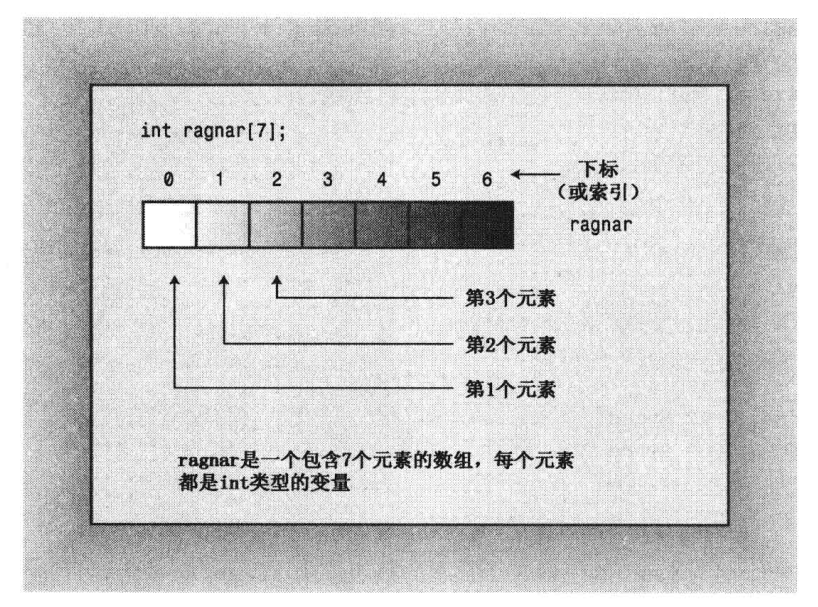 int ragnar[7];
0 1 2 3 4 5 6
下标
（或索引）
ragnar
第3个元素
第2个元素
第1个元素
ragnar是一个包含7个元素的数组，每个元素
都是int类型的变量